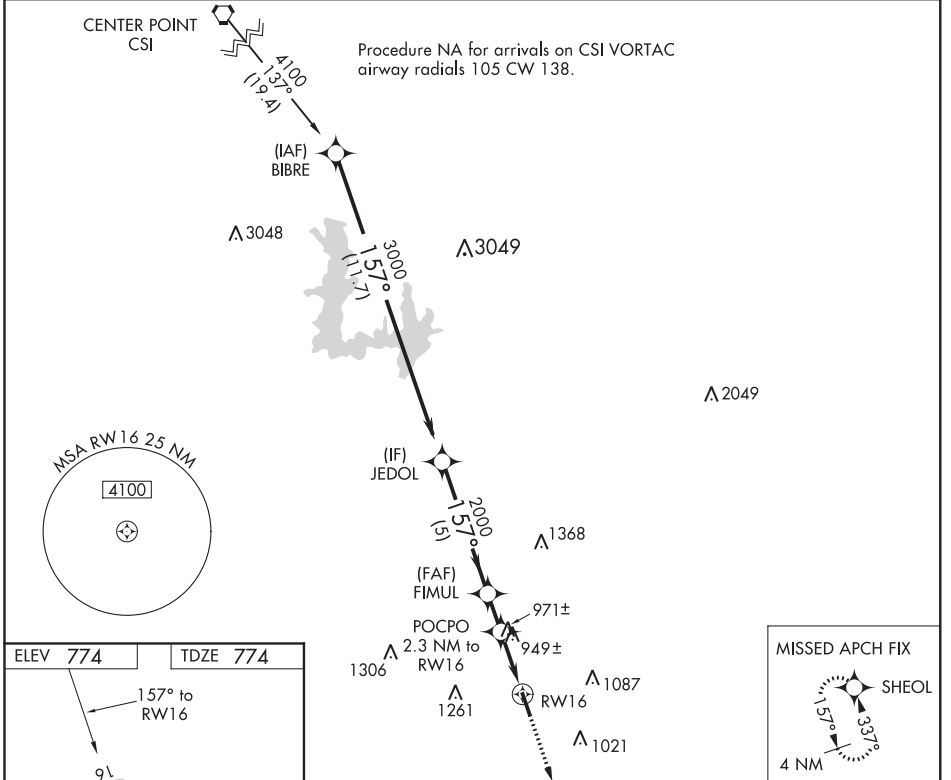 CENTER POINT
CSI
Procedure NA for arrivals on CSI VORTAC
airway radials 105 CW 138.
4100
137°
(19.4)
(IAF)
BIBRE
3048
3049
3000
157°
(11.7)
2049
MSA RW16 25 NM
4100
(IF)
JEDOL
2000
157°
(5)
1368
(FAF)
FIMUL
971±
POCPO
2.3 NM to
RW16
949±
1306
1261
1087
RW16
1021
ELEV 774
TDZE 774
157° to
RW16
16
MISSED APCH FIX
SHEOL
157°
337°
4 NM